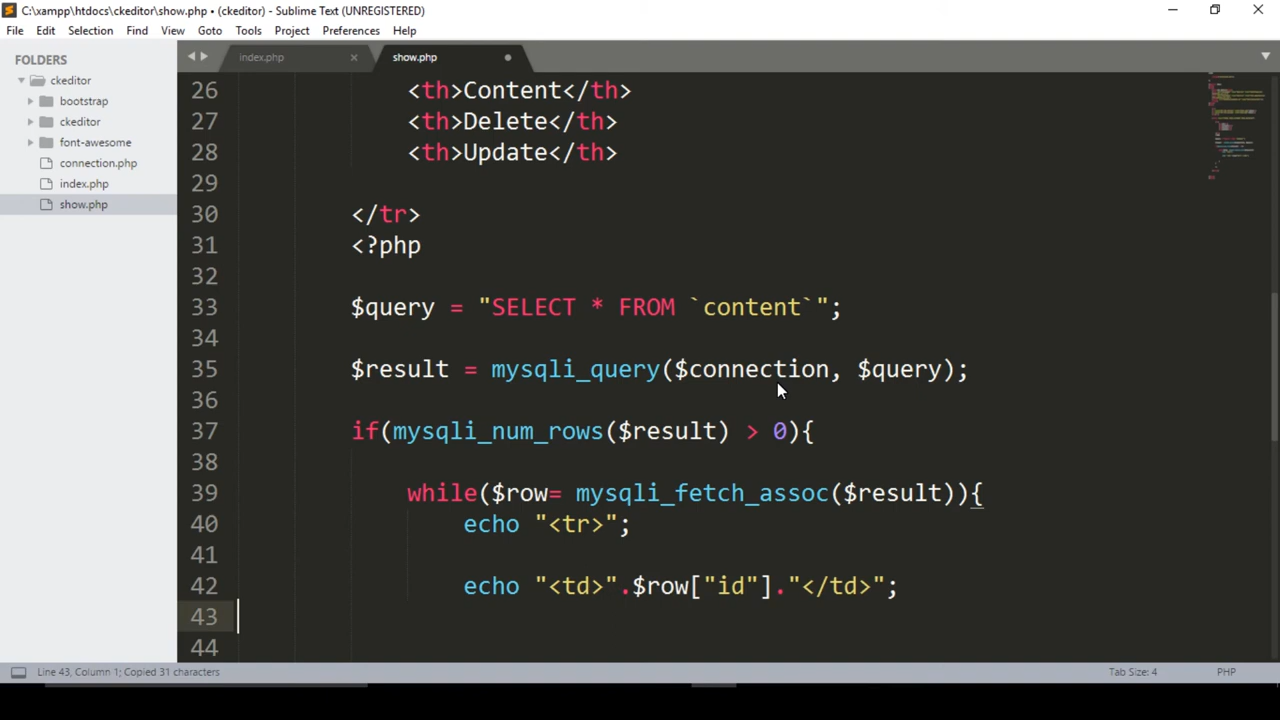 C:\xampp\htdocs\ckeditor\show.php • (ckeditor) - Sublime Text (UNREGISTERED)
File Edit Selection Find View Goto Tools Project Preferences Help
FOLDERS
ckeditor
bootstrap
ckeditor
font-awesome
connection.php
index.php
show.php
index.php × show.php
26 <th>Content</th>
27 <th>Delete</th>
28 <th>Update</th>
29
30 </tr>
31 <?php
32
33 $query = "SELECT * FROM `content`";
34
35 $result = mysqli_query($connection, $query);
36
37 if(mysqli_num_rows($result) > 0){
38
39 while($row= mysqli_fetch_assoc($result)){
40 echo "<tr>";
41
42 echo "<td>".$row["id"]."</td>";
43
44
Line 43, Column 1; Copied 31 characters Tab Size: 4 PHP